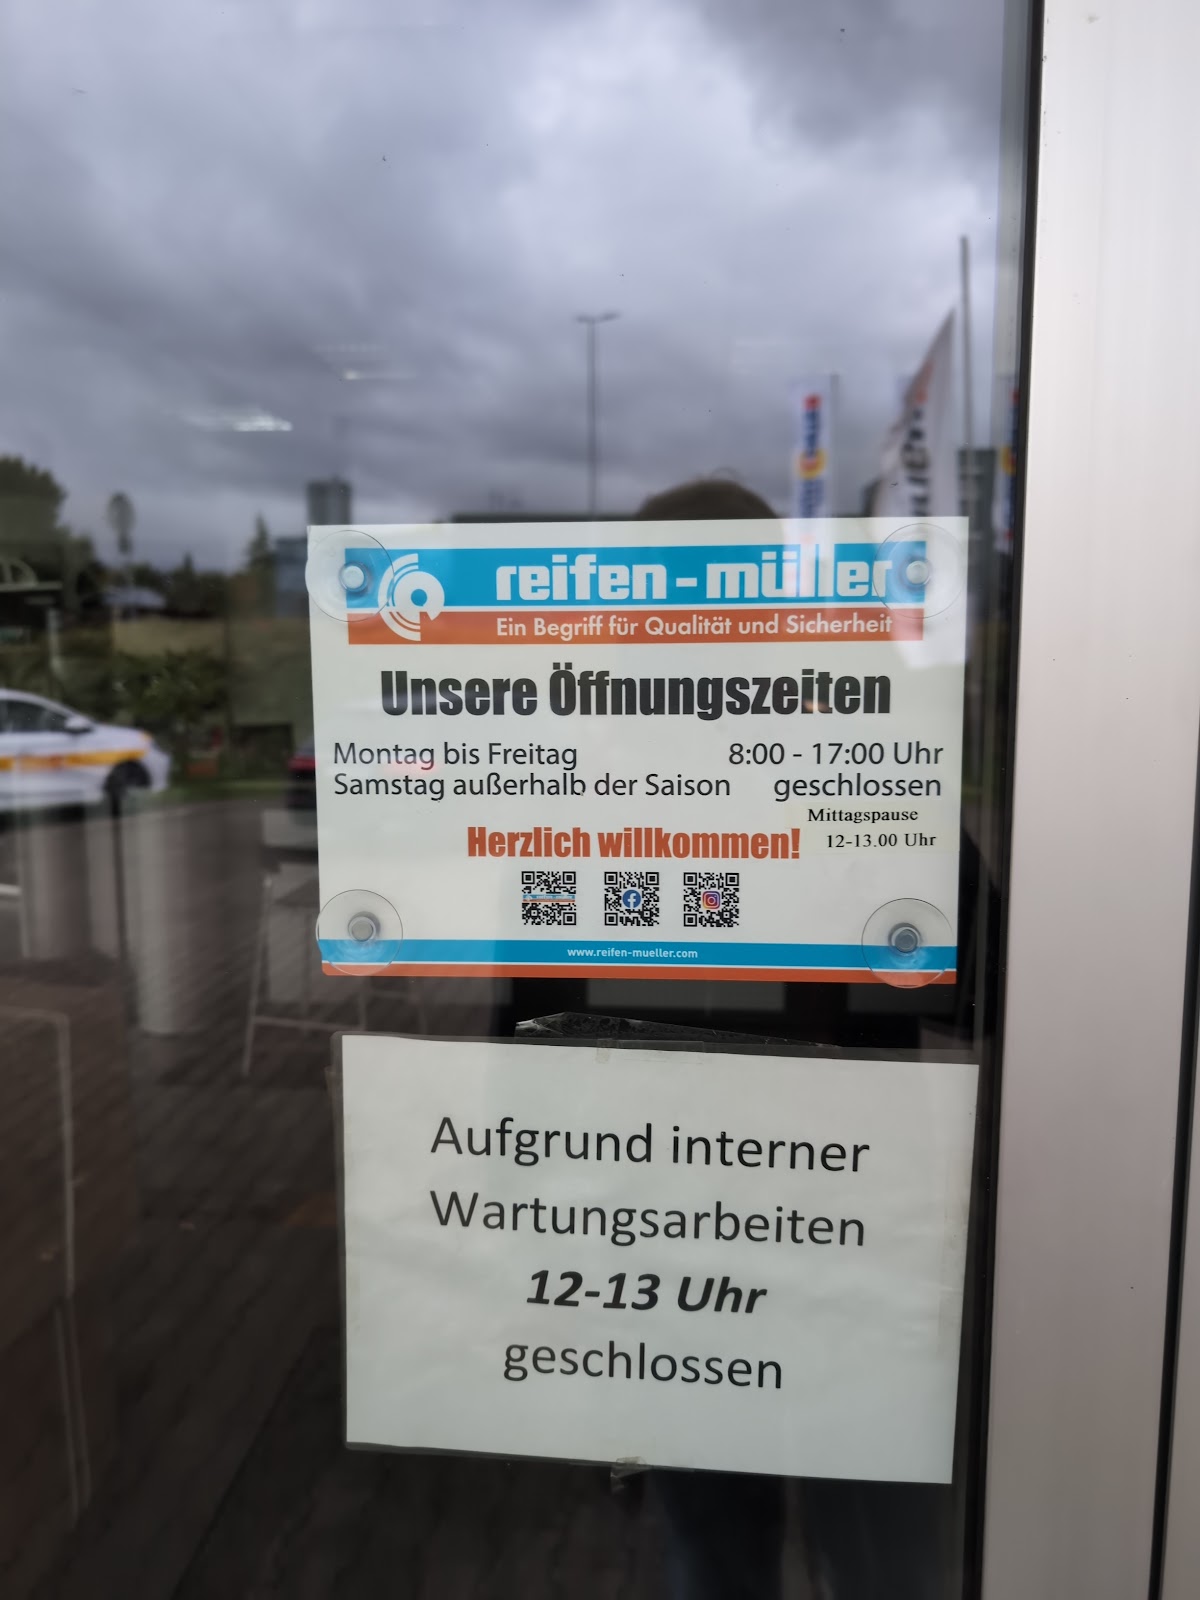 reifen-müller
Ein Begriff für Qualität und Sicherheit
Unsere Öffnungszeiten
Montag bis Freitag 8:00 - 17:00 Uhr
Samstag außerhalb der Saison geschlossen
Mittagspause
12-13.00 Uhr
Herzlich willkommen!
www.reifen-mueller.com
Aufgrund interner
Wartungsarbeiten
12-13 Uhr
geschlossen